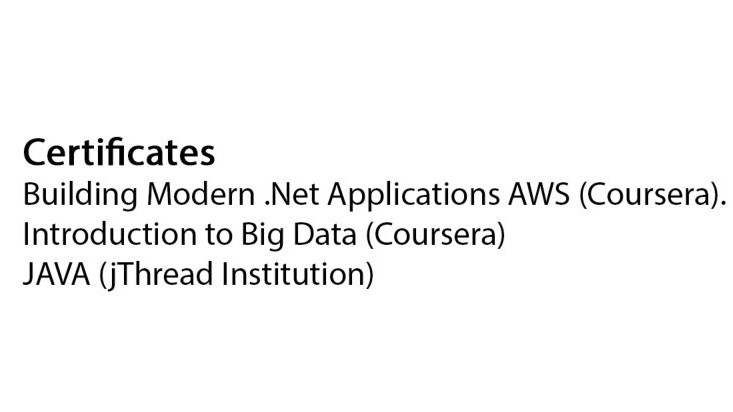 Certificates
Building Modern .Net Applications AWS (Coursera).
Introduction to Big Data (Coursera)
JAVA (jThread Institution)